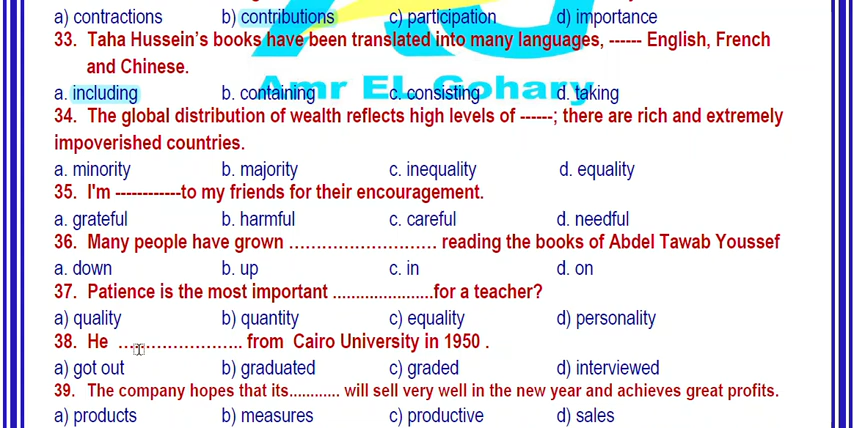 a) contractions b) contributions c) participation d) importance
33. Taha Hussein's books have been translated into many languages, ------ English, French
and Chinese.
Amr EL Gohary
a. including b. containing c. consisting d. taking
34. The global distribution of wealth reflects high levels of ------; there are rich and extremely
impoverished countries.
a. minority b. majority c. inequality d. equality
35. I'm ------------to my friends for their encouragement.
a. grateful b. harmful c. careful d. needful
36. Many people have grown ........................... reading the books of Abdel Tawab Youssef
a. down b. up c. in d. on
37. Patience is the most important ......................for a teacher?
a) quality b) quantity c) equality d) personality
38. He ......................... from Cairo University in 1950 .
a) got out b) graduated c) graded d) interviewed
39. The company hopes that its............ will sell very well in the new year and achieves great profits.
a) products b) measures c) productive d) sales